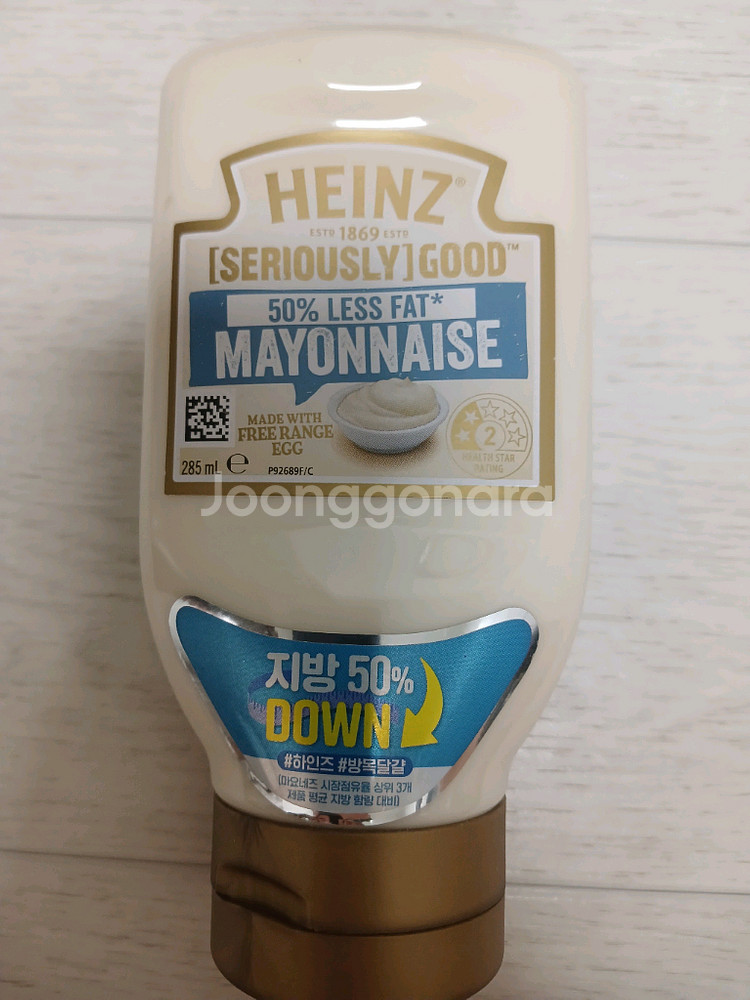 HEINZ®
ESTD 1869 ESTD
[SERIOUSLY]GOOD™
50% LESS FAT*
MAYONNAISE
MADE WITH
FREE RANGE
EGG
2
HEALTH STAR
RATING
285 mL e
P92689F/C
Joonggonara
지방 50%
DOWN
#하인즈 #방목달걀
(마요네즈 시장점유율 상위 3개
제품 평균 지방 함량 대비)